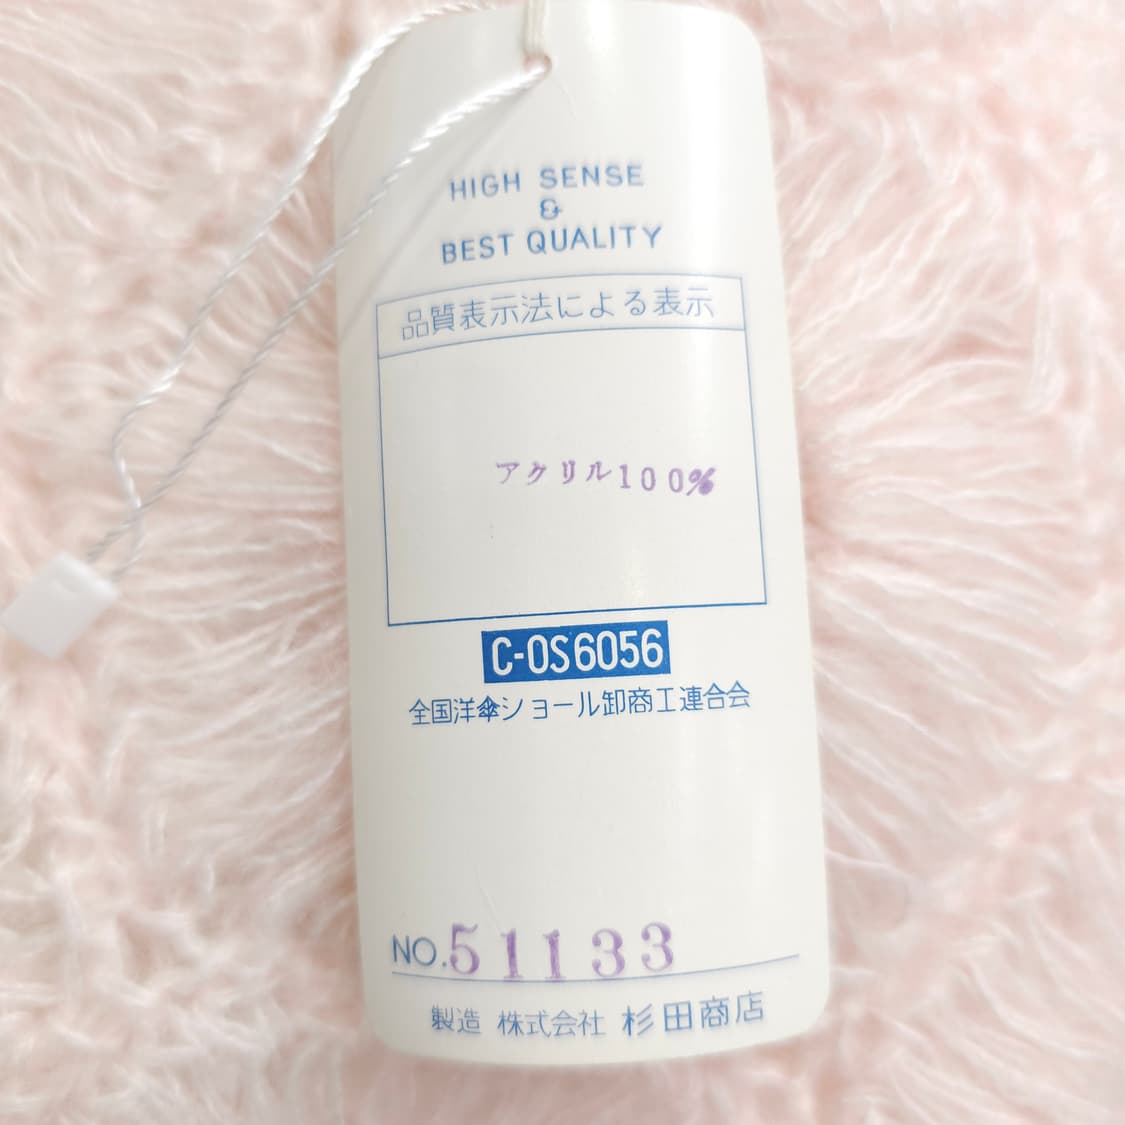 HIGH SENSE
&
BEST QUALITY
品質表示法による表示
アクリル100%
C-OS6056
全国洋傘ショール卸商工連合会
NO.51133
製造 株式会社 杉田商店